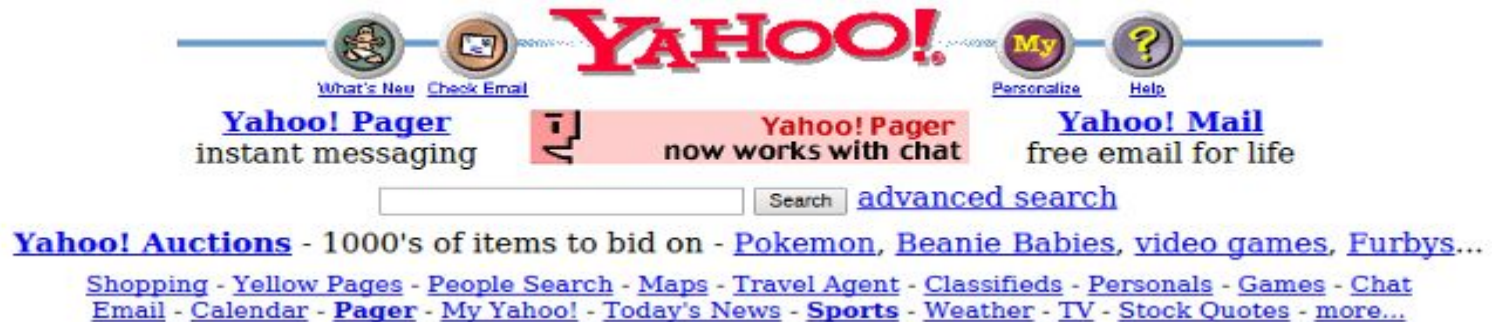 YAHOO!
My ?
What's New Check Email Personalize Help
Yahoo! Pager
instant messaging
Yahoo! Pager
now works with chat
Yahoo! Mail
free email for life
Search advanced search
Yahoo! Auctions - 1000's of items to bid on - Pokemon, Beanie Babies, video games, Furbys...
Shopping - Yellow Pages - People Search - Maps - Travel Agent - Classifieds - Personals - Games - Chat
Email - Calendar - Pager - My Yahoo! - Today's News - Sports - Weather - TV - Stock Quotes - more...